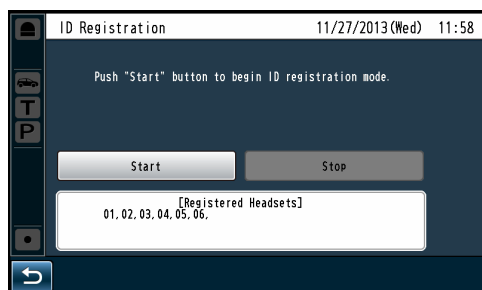 ID Registration 11/27/2013(Wed) 11:58
Push "Start" button to begin ID registration mode.
T
P
Start Stop
[Registered Headsets]
01,02,03,04,05,06,